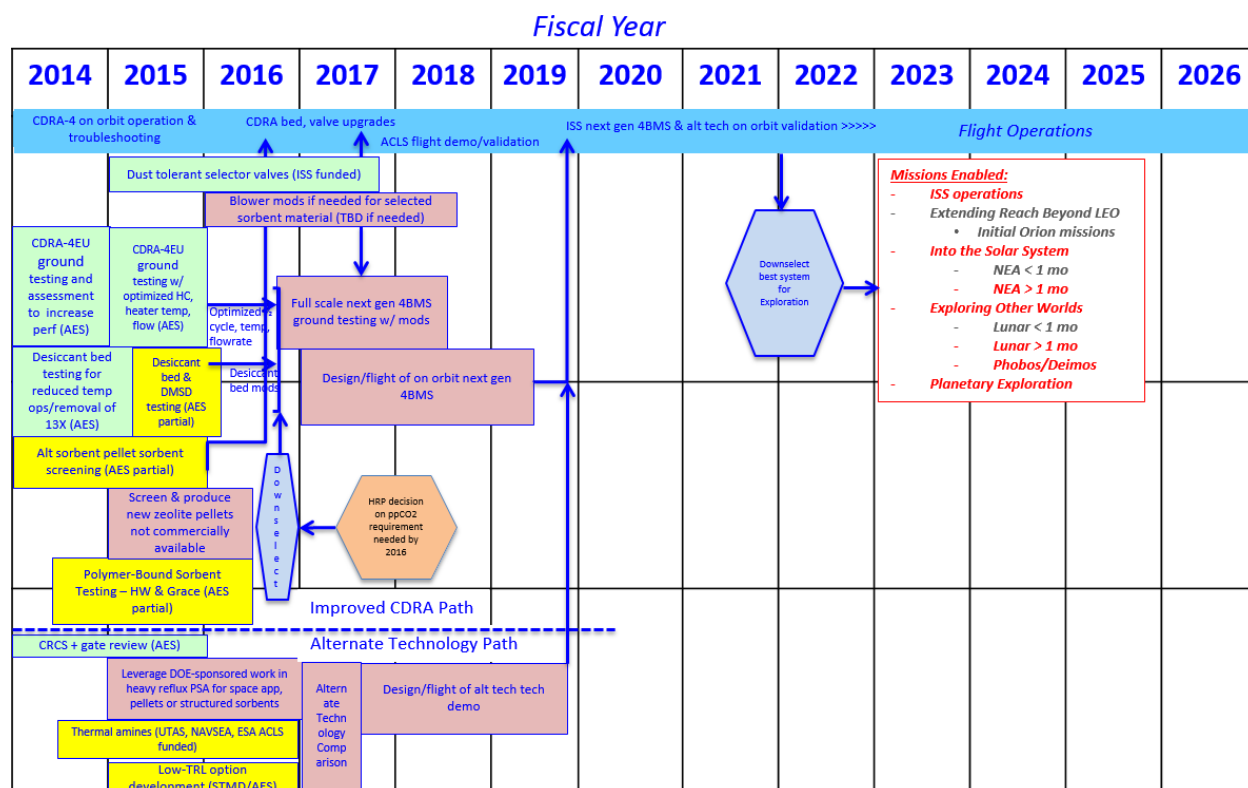 Fiscal Year
2014 2015 2016 2017 2018 2019 2020 2021 2022 2023 2024 2025 2026
CDRA-4 on orbit operation &
troubleshooting
CDRA bed, valve upgrades
ACLS flight demo/validation
ISS next gen 4BMS & alt tech on orbit validation >>>>>
Flight Operations
Dust tolerant selector valves (ISS funded)
Blower mods if needed for selected
sorbent material (TBD if needed)
CDRA-4EU
ground
testing and
assessment
to increase
perf (AES)
CDRA-4EU
ground
testing w/
optimized HC,
heater temp,
flow (AES)
Optimized ½
cycle, temp,
flowrate
Full scale next gen 4BMS
ground testing w/ mods
Desiccant bed
testing for
reduced temp
ops/removal of
13X (AES)
Desiccant
bed &
DMSD
testing (AES
partial)
Desiccant
bed mods
Design/flight of on orbit next gen
4BMS
Alt sorbent pellet sorbent
screening (AES partial)
Screen & produce
new zeolite pellets
not commercially
available
Polymer-Bound Sorbent
Testing – HW & Grace (AES
partial)
D
o
w
n
s
e
l
e
c
t
HRP decision
on ppCO2
requirement
needed by
2016
Downselect
best system
for
Exploration
Missions Enabled:
- ISS operations
- Extending Reach Beyond LEO
• Initial Orion missions
- Into the Solar System
- NEA < 1 mo
- NEA > 1 mo
- Exploring Other Worlds
- Lunar < 1 mo
- Lunar > 1 mo
- Phobos/Deimos
- Planetary Exploration
Improved CDRA Path
Alternate Technology Path
CRCS + gate review (AES)
Leverage DOE-sponsored work in
heavy reflux PSA for space app,
pellets or structured sorbents
Thermal amines (UTAS, NAVSEA, ESA ACLS
funded)
Low-TRL option
development (STMD/AES)
Altern
ate
Techn
ology
Comp
arison
Design/flight of alt tech tech
demo